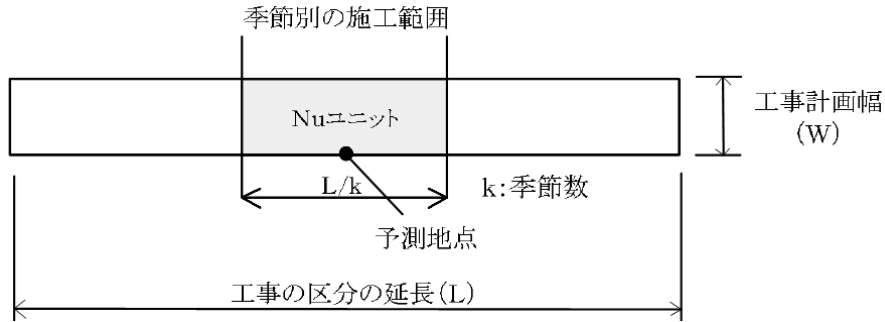 季節別の施工範囲
Nuユニット
工事計画幅
(W)
L/k
k:季節数
予測地点
工事の区分の延長(L)